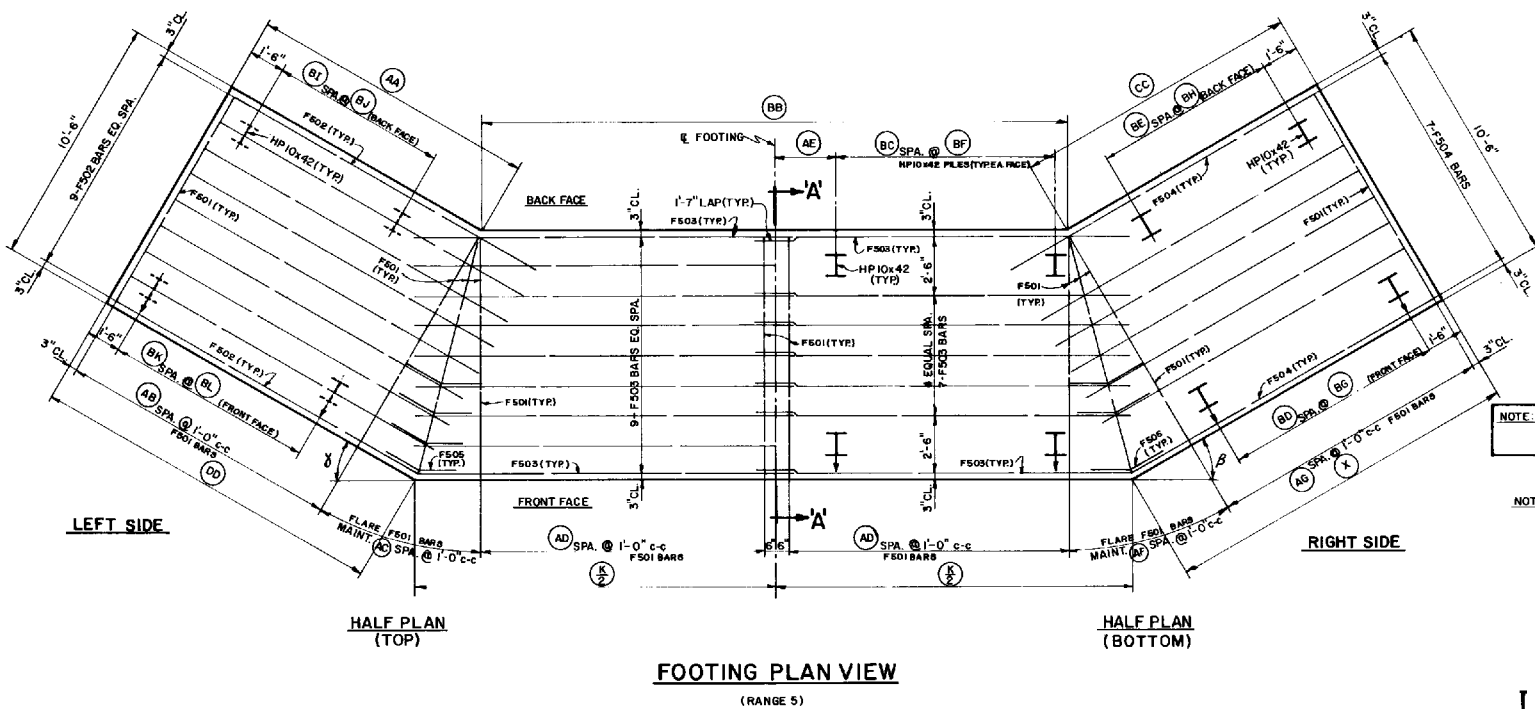 3" CL.
10'-6"
9-F502 BARS EQ. SPA.
3" CL.
1'-6"
BI SPA. @ BJ (BACK FACE)
AA
F502 (TYP.)
HP10x42 (TYP.)
F501 (TYP.)
BB
℄ FOOTING
AE
BC SPA. @ BF
HP10x42 PILES (TYP. EA. FACE)
'A'
BACK FACE
1'-7" LAP (TYP.)
F503 (TYP.)
3" CL.
3" CL.
F503 (TYP.)
HP10x42
(TYP.)
2'-6"
F501
(TYP.)
F501
(TYP.)
9-F503 BARS EQ. SPA.
F501 (TYP.)
EQUAL SPA.
7-F503 BARS
F501 (TYP.)
2'-6"
F505
(TYP.)
F503 (TYP.)
F503 (TYP.)
3" CL.
3" CL.
FRONT FACE
'A'
CC
1'-6"
BE SPA. @ BH (BACK FACE)
3" CL.
7-F504 BARS
10'-6"
HP10x42
(TYP.)
F504 (TYP.)
F501 (TYP.)
F501 (TYP.)
F504 (TYP.)
3" CL.
1'-6"
3" CL.
BD SPA. @ BG (FRONT FACE)
F505
(TYP.)
β
AG SPA. @ 1'-0" c-c X
F501 BARS
1'-6"
3" CL.
BK SPA. @ BL (FRONT FACE)
F502 (TYP.)
AB SPA. @ 1'-0" c-c
F501 BARS
DD
γ
FLARE F501 BARS
MAINT. AC SPA. @ 1'-0" c-c
AD SPA. @ 1'-0" c-c
F501 BARS
6" 6"
AD SPA. @ 1'-0" c-c
F501 BARS
FLARE F501 BARS
MAINT. AF SPA. @ 1'-0" c-c
K/2
K/2
LEFT SIDE
RIGHT SIDE
NOTE:
NOT
HALF PLAN
(TOP)
HALF PLAN
(BOTTOM)
FOOTING PLAN VIEW
(RANGE 5)